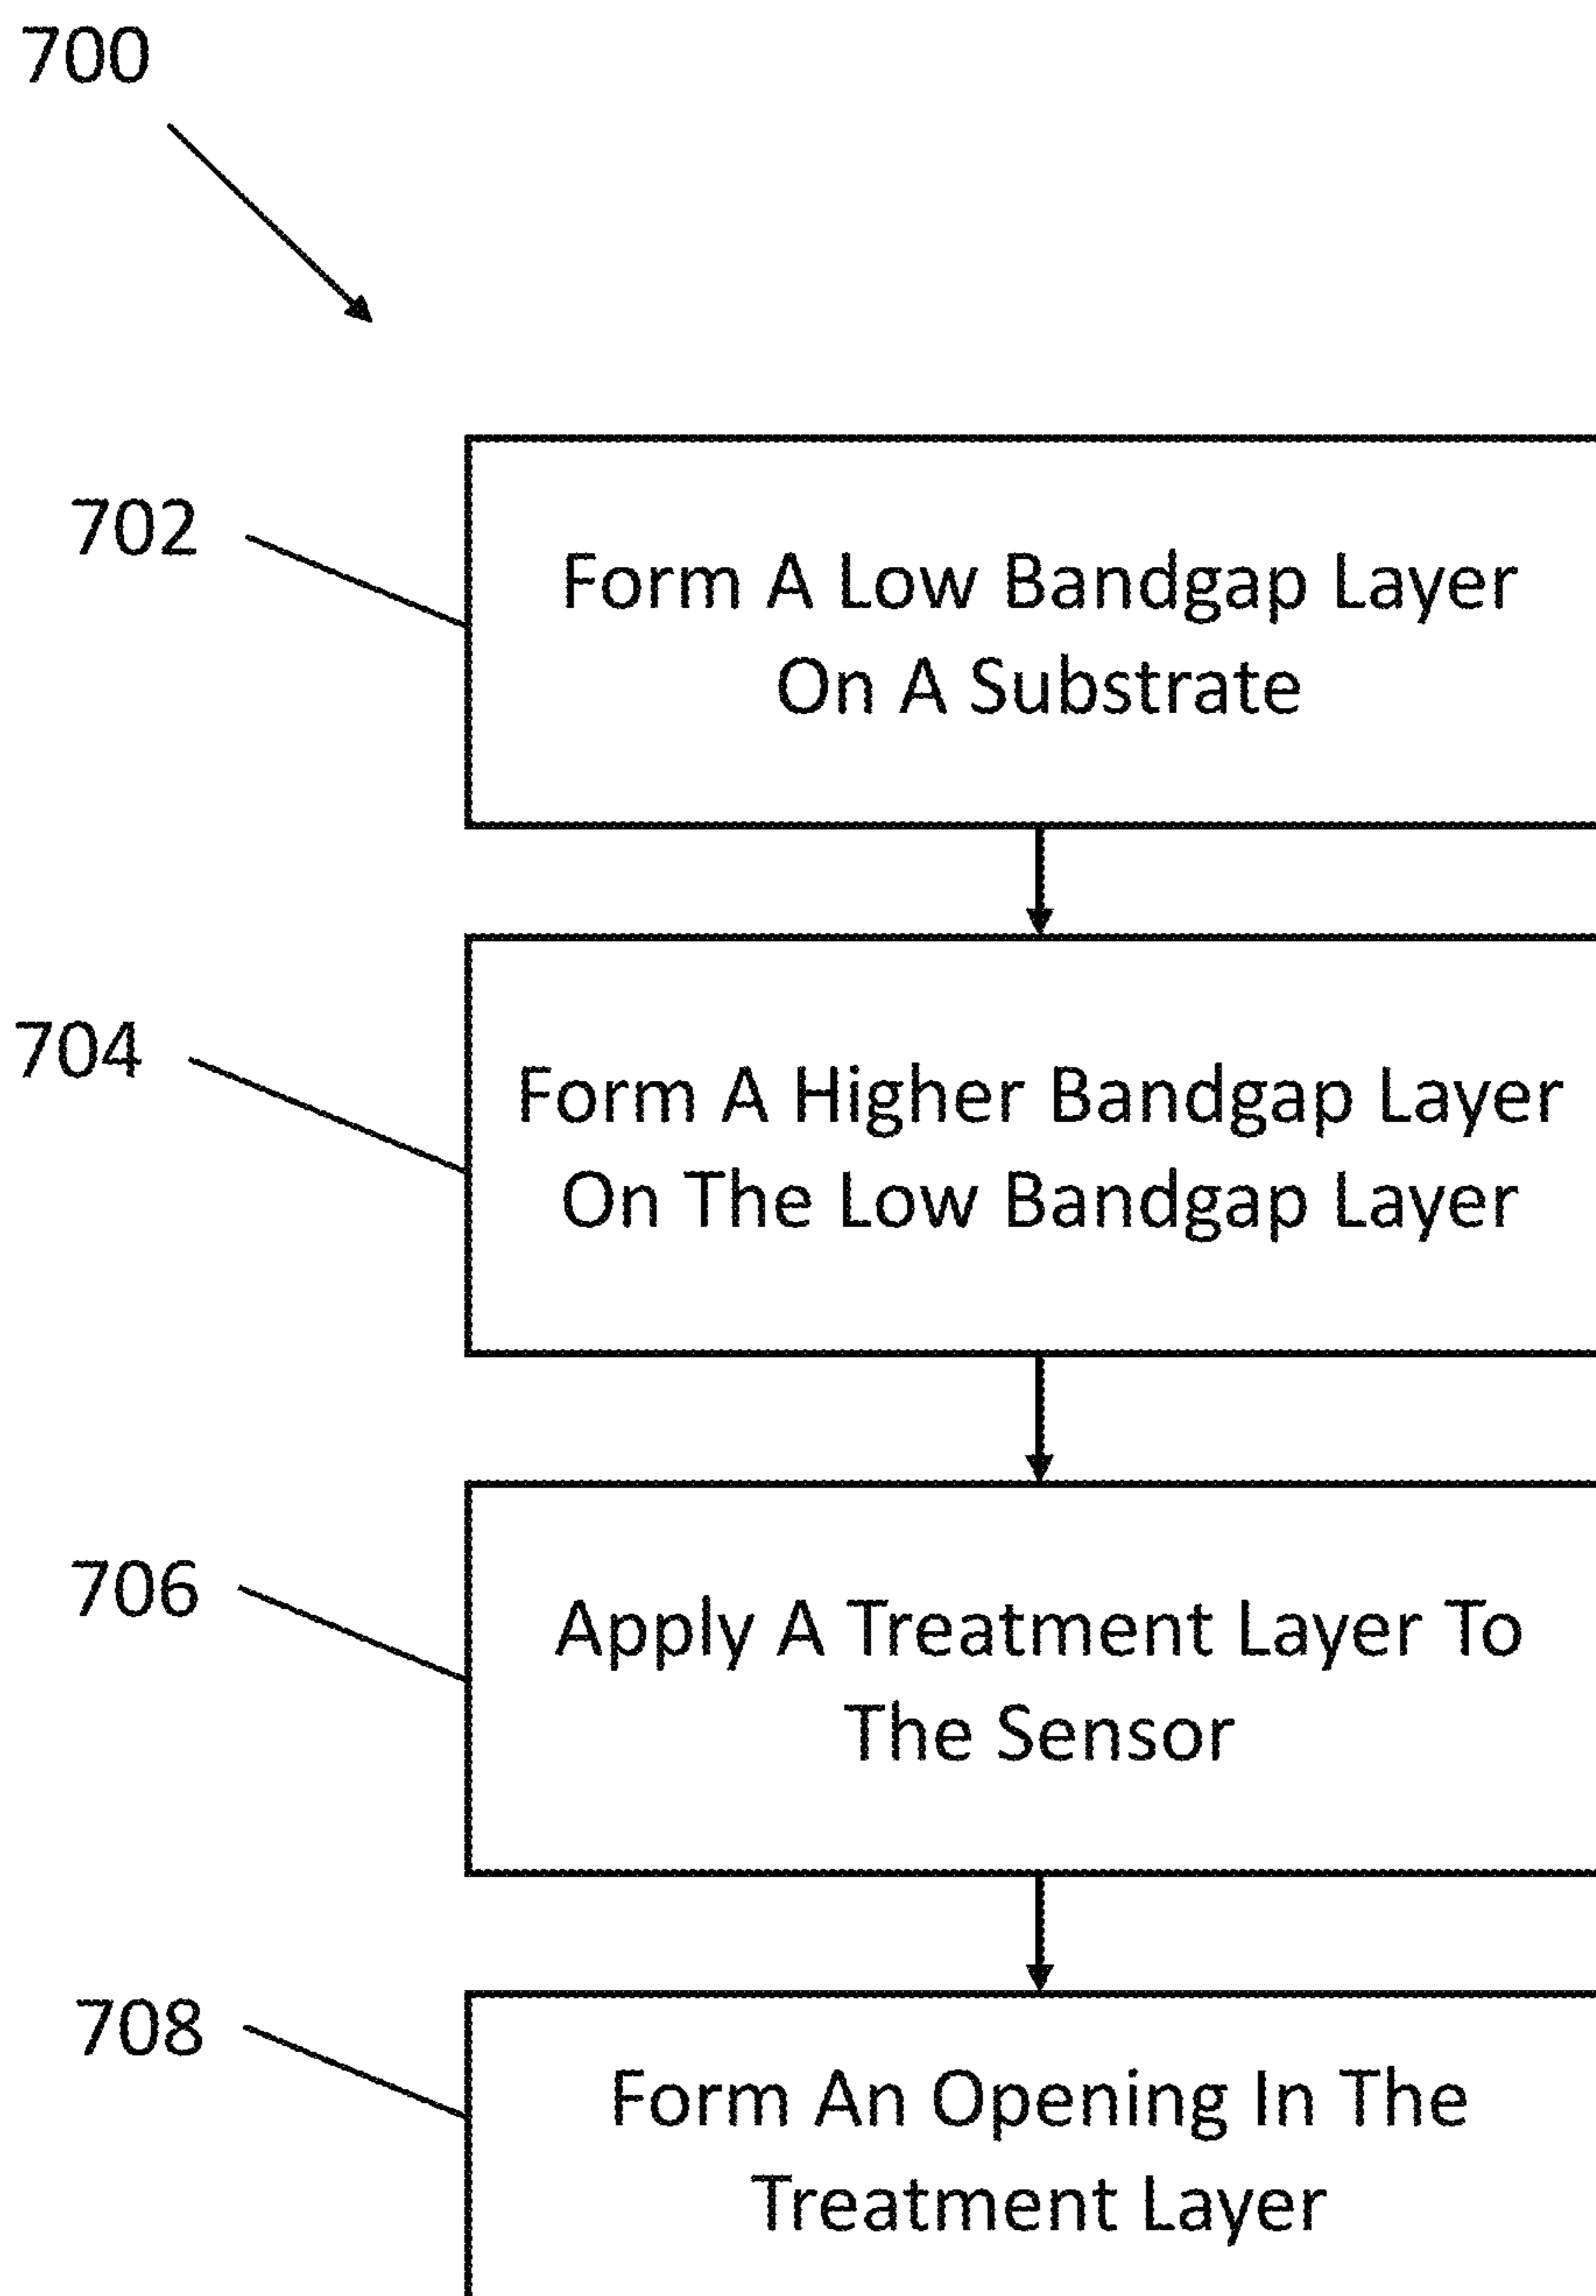 700
702
Form A Low Bandgap Layer
On A Substrate
704
Form A Higher Bandgap Layer
On The Low Bandgap Layer
706
Apply A Treatment Layer To
The Sensor
708
Form An Opening In The
Treatment Layer